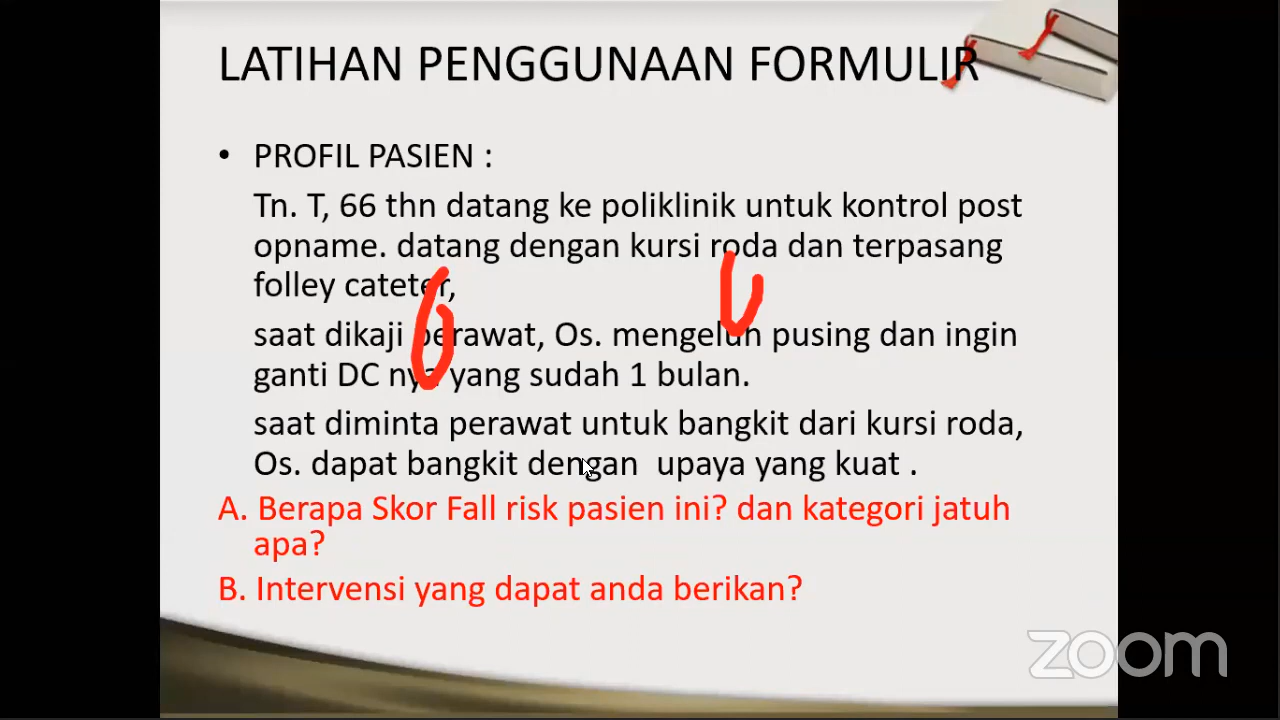 LATIHAN PENGGUNAAN FORMULIR
• PROFIL PASIEN :
Tn. T, 66 thn datang ke poliklinik untuk kontrol post
opname. datang dengan kursi roda dan terpasang
folley cateter,
saat dikaji perawat, Os. mengeluh pusing dan ingin
ganti DC nya yang sudah 1 bulan.
saat diminta perawat untuk bangkit dari kursi roda,
Os. dapat bangkit dengan upaya yang kuat .
A. Berapa Skor Fall risk pasien ini? dan kategori jatuh
apa?
B. Intervensi yang dapat anda berikan?
zoom